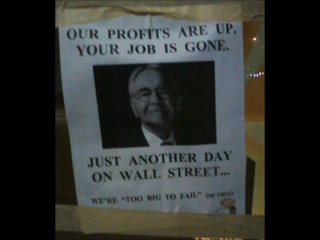 OUR PROFITS ARE UP.
YOUR JOB IS GONE.
JUST ANOTHER DAY
ON WALL STREET...
WE'RE "TOO BIG TO FAIL"